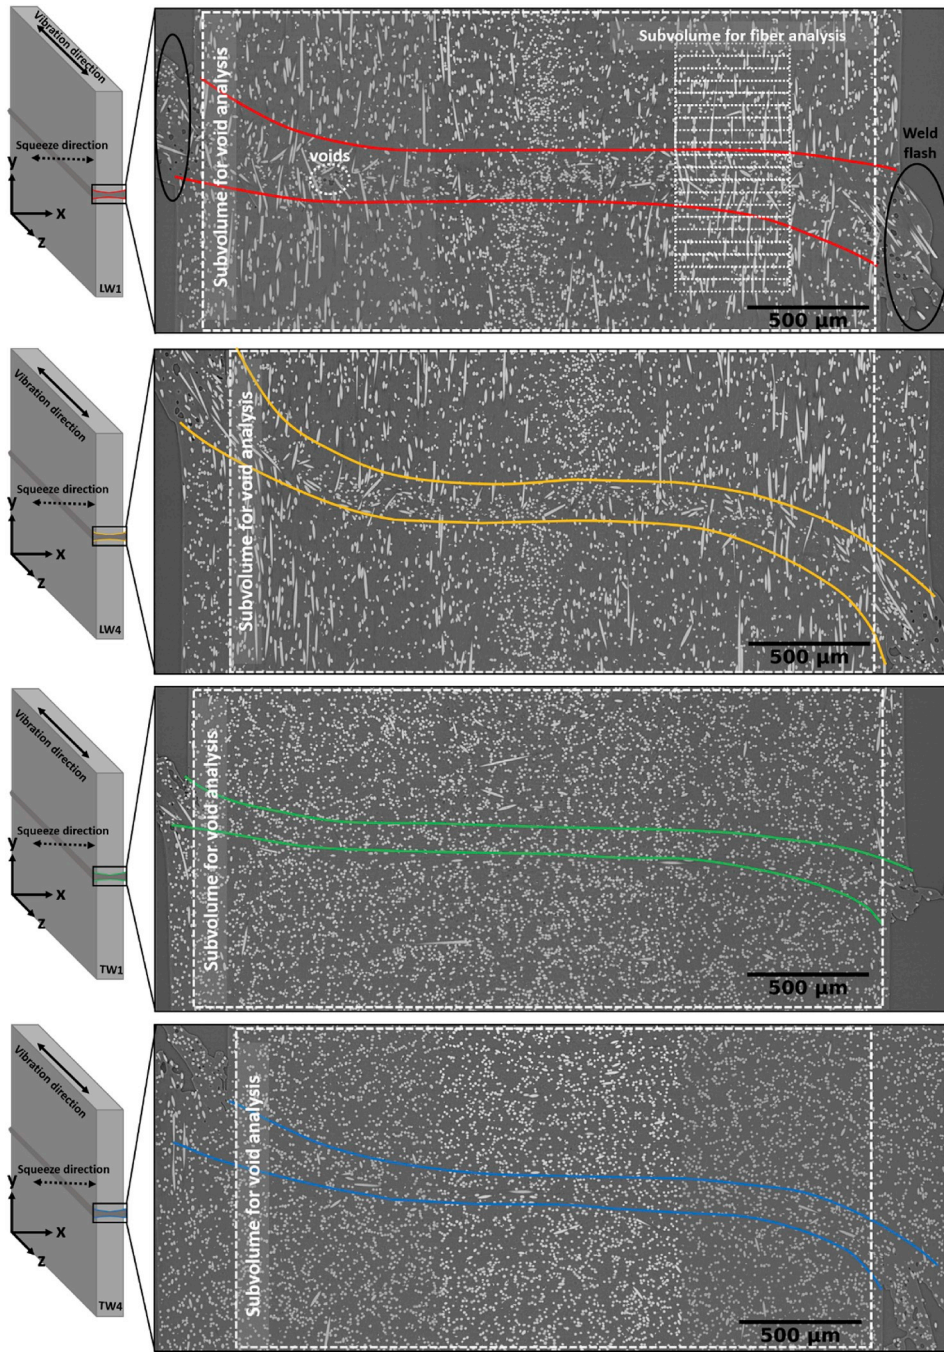 Vibration direction
Squeeze direction
y
x
z
LW1
Subvolume for void analysis
voids
Subvolume for fiber analysis
Weld
flash
500 µm
Vibration direction
Squeeze direction
y
x
z
LW4
Subvolume for void analysis
500 µm
Vibration direction
Squeeze direction
y
x
z
TW1
Subvolume for void analysis
500 µm
Vibration direction
Squeeze direction
y
x
z
TW4
Subvolume for void analysis
500 µm